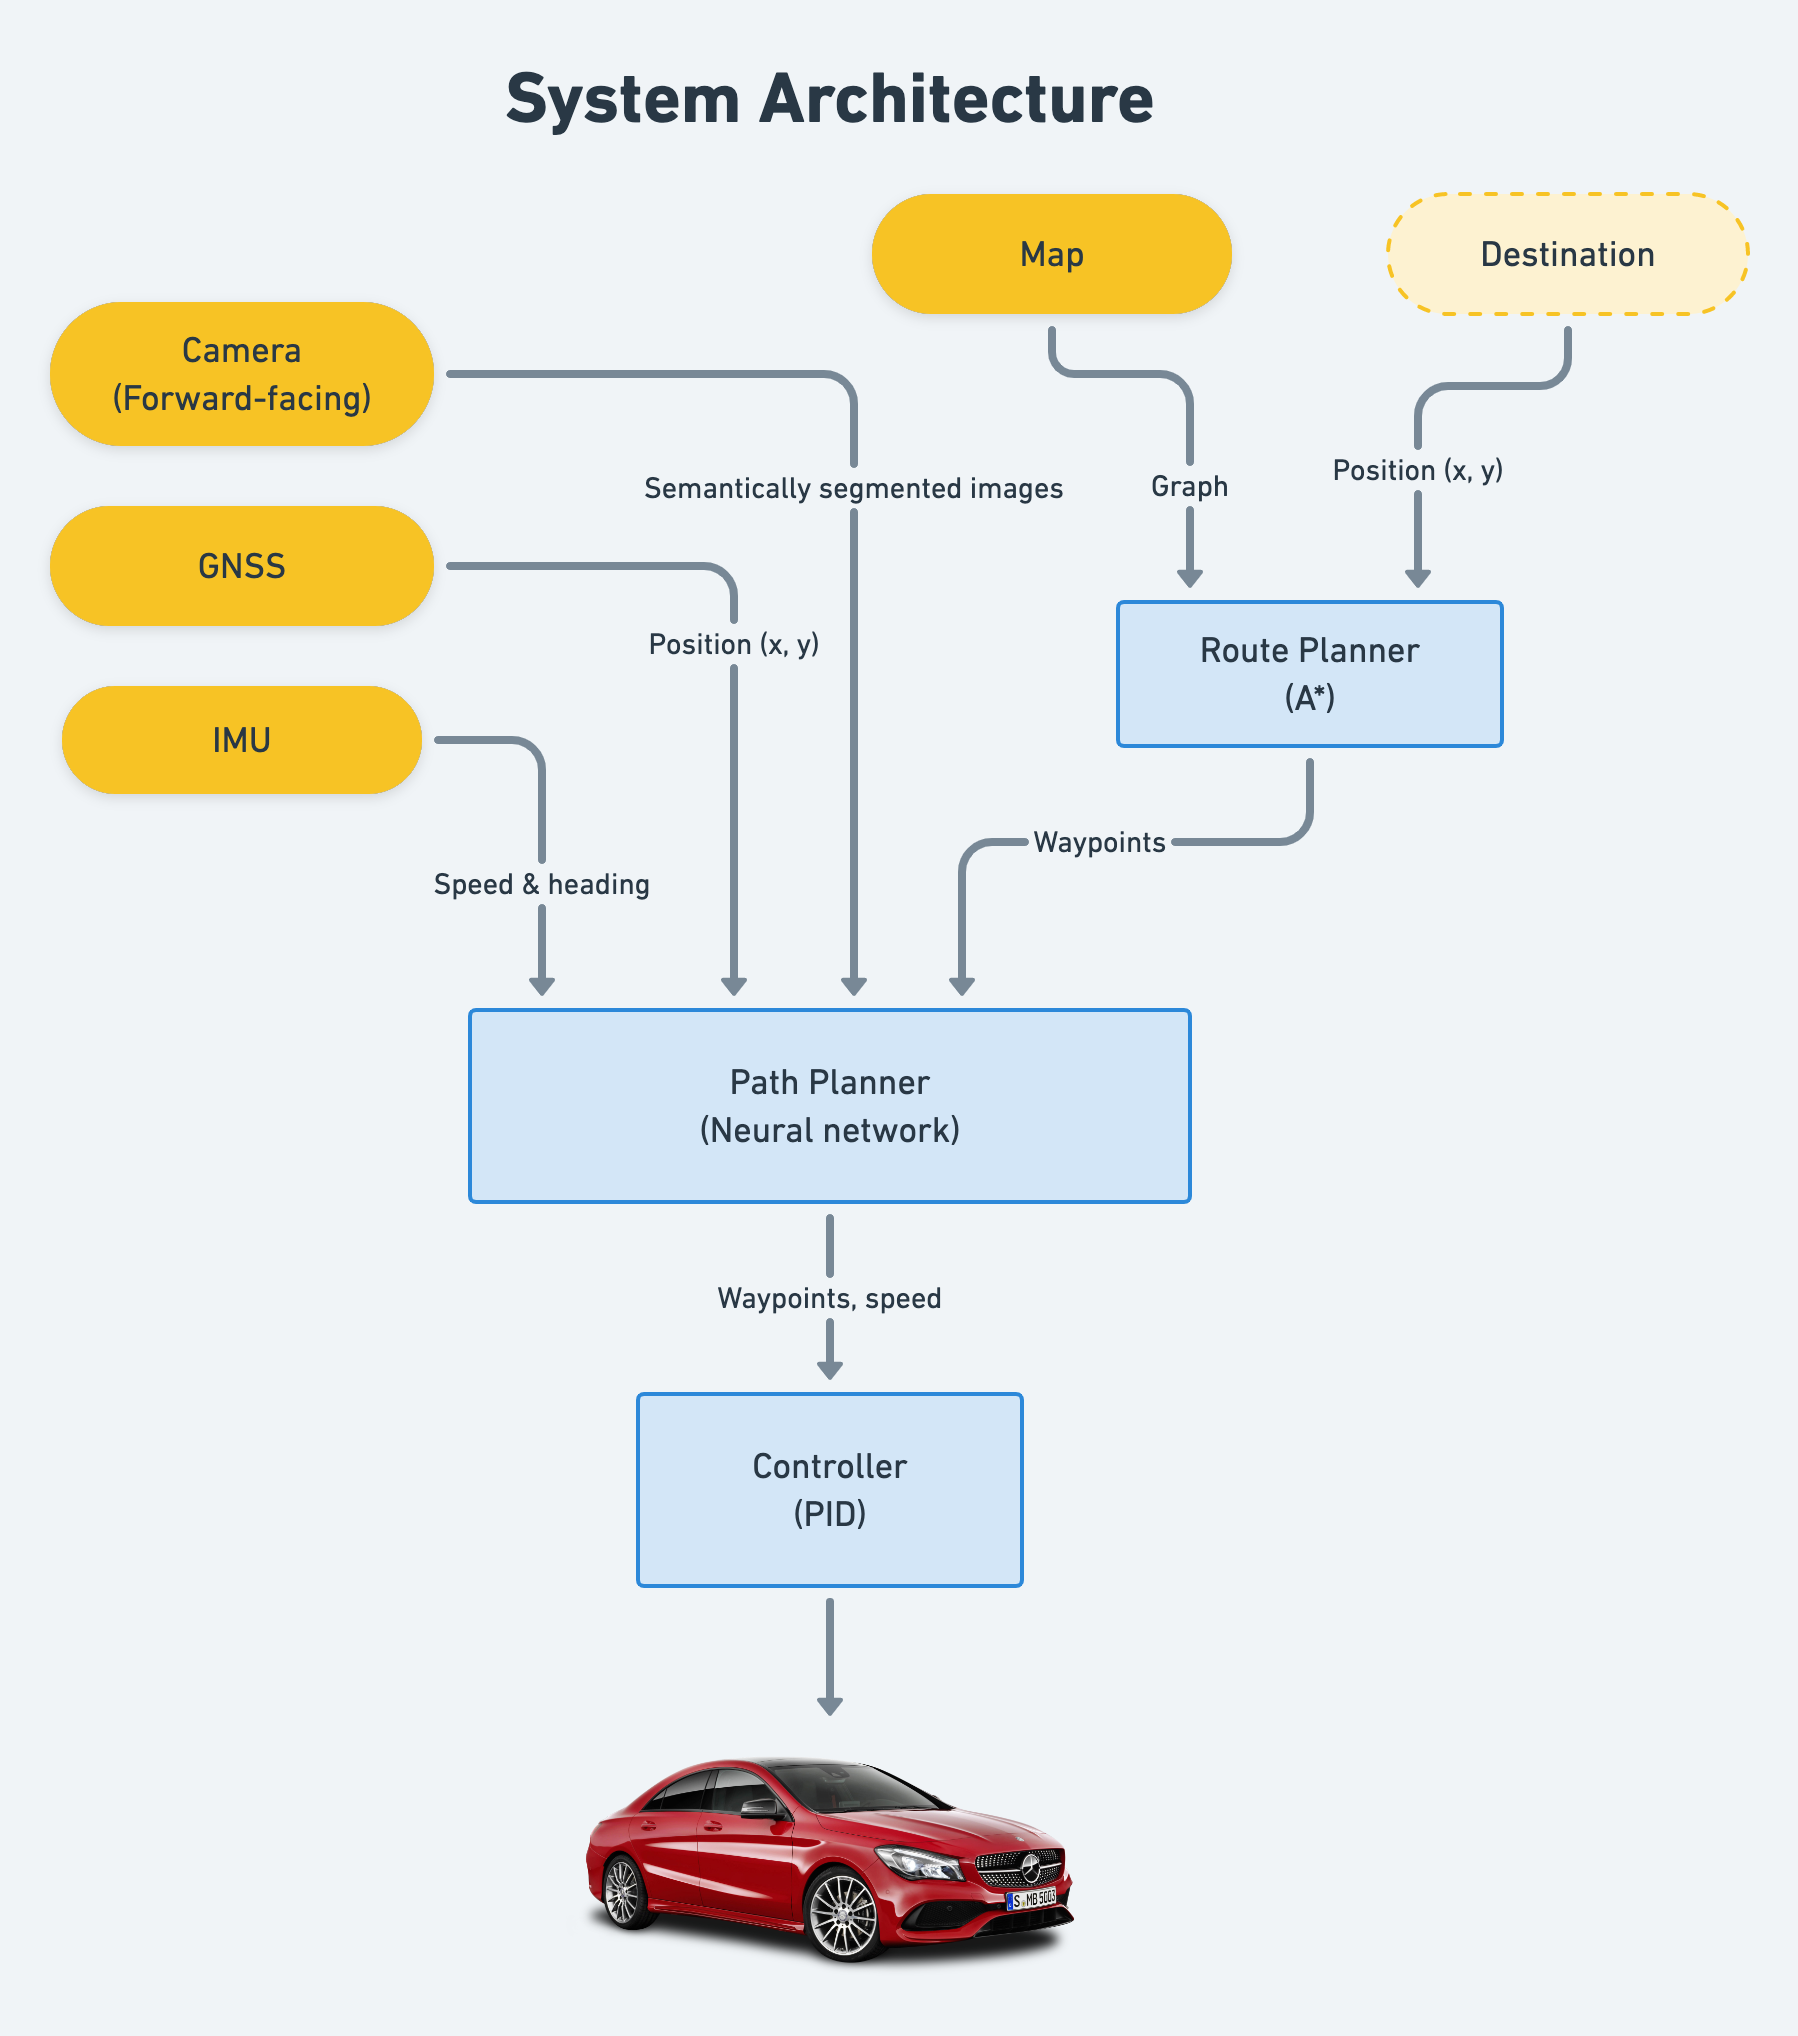 System Architecture
Map
Destination
Camera
(Forward-facing)
Semantically segmented images
Graph
Position (x, y)
GNSS
Position (x, y)
Route Planner
(A*)
IMU
Waypoints
Speed & heading
Path Planner
(Neural network)
Waypoints, speed
Controller
(PID)
S MB 5003